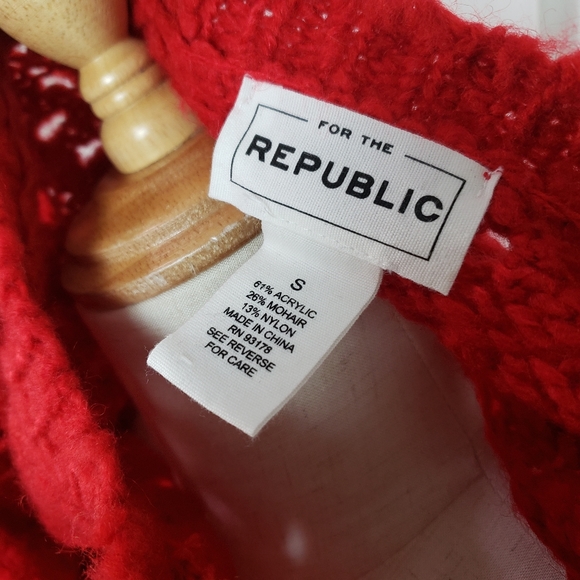 FOR THE
REPUBLIC
S
61% ACRYLIC
26% MOHAIR
13% NYLON
MADE IN CHINA
RN 93178
SEE REVERSE
FOR CARE